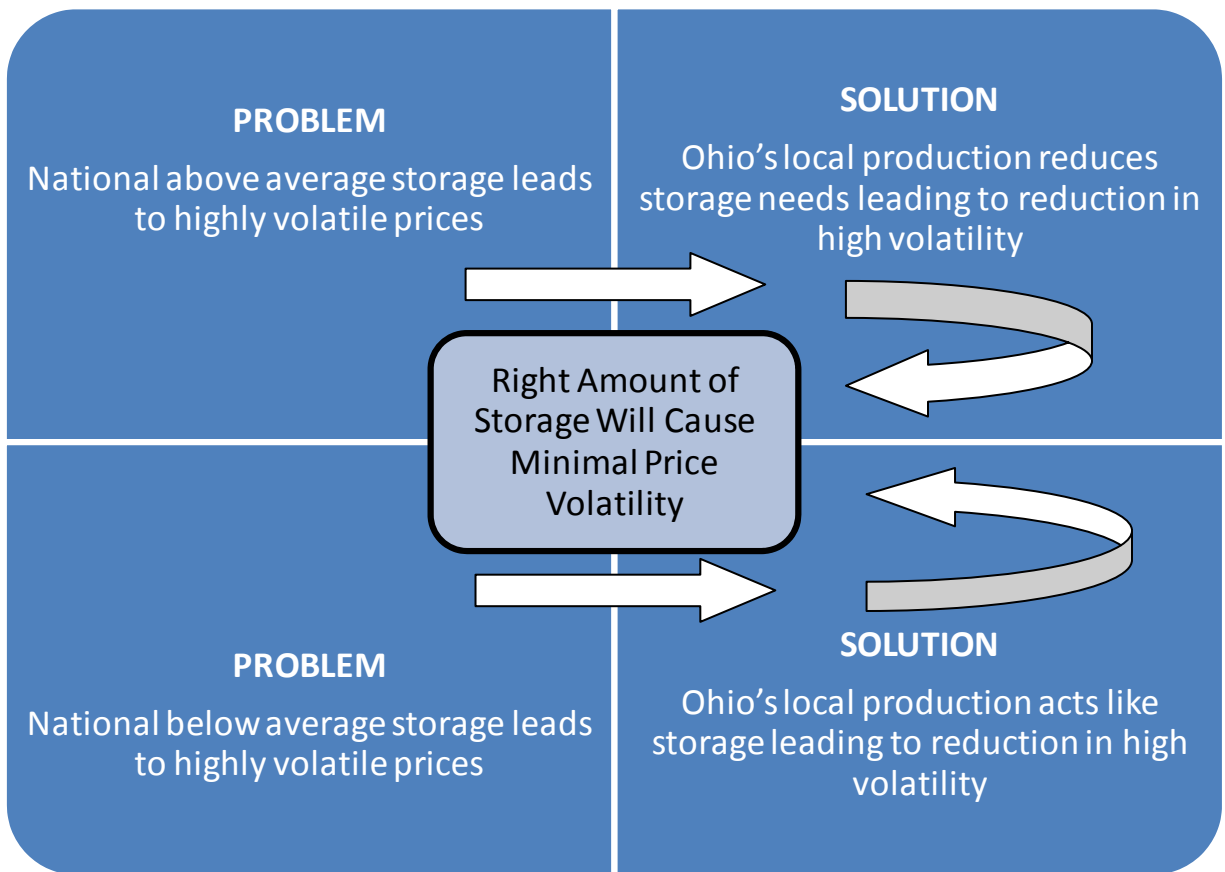 PROBLEM
National above average storage leads
to highly volatile prices
SOLUTION
Ohio's local production reduces
storage needs leading to reduction in
high volatility
Right Amount of
Storage Will Cause
Minimal Price
Volatility
PROBLEM
National below average storage leads
to highly volatile prices
SOLUTION
Ohio's local production acts like
storage leading to reduction in high
volatility